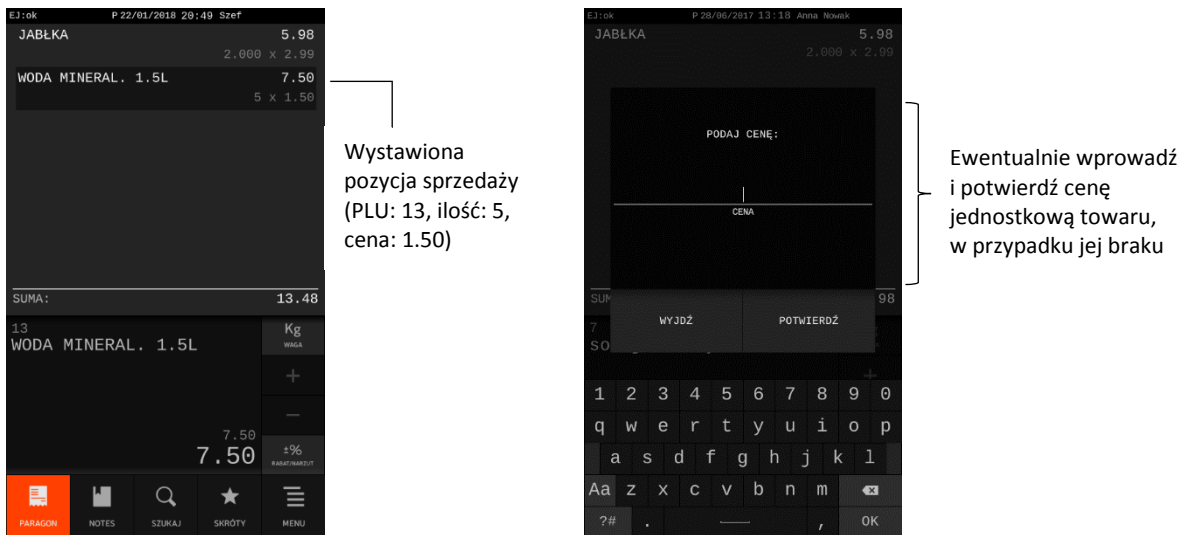 EJ:ok P 22/01/2018 20:49 Szef
JABŁKA 5.98
2.000 x 2.99
WODA MINERAL. 1.5L 7.50
5 x 1.50
SUMA: 13.48
13
WODA MINERAL. 1.5L
Kg
WAGA
+
−
7.50
7.50
±%
RABAT/NARZUT
PARAGON NOTES SZUKAJ SKRÓTY MENU
Wystawiona
pozycja sprzedaży
(PLU: 13, ilość: 5,
cena: 1.50)
EJ:ok P 28/06/2017 13:18 Anna Nowak
JABŁKA 5.98
2.000 x 2.99
PODAJ CENĘ:
CENA
SUM 98
WYJDŹ POTWIERDŹ
7
SO
+
1 2 3 4 5 6 7 8 9 0
q w e r t y u i o p
a s d f g h j k l
Aa z x c v b n m
?# . , OK
Ewentualnie wprowadź
i potwierdź cenę
jednostkową towaru,
w przypadku jej braku